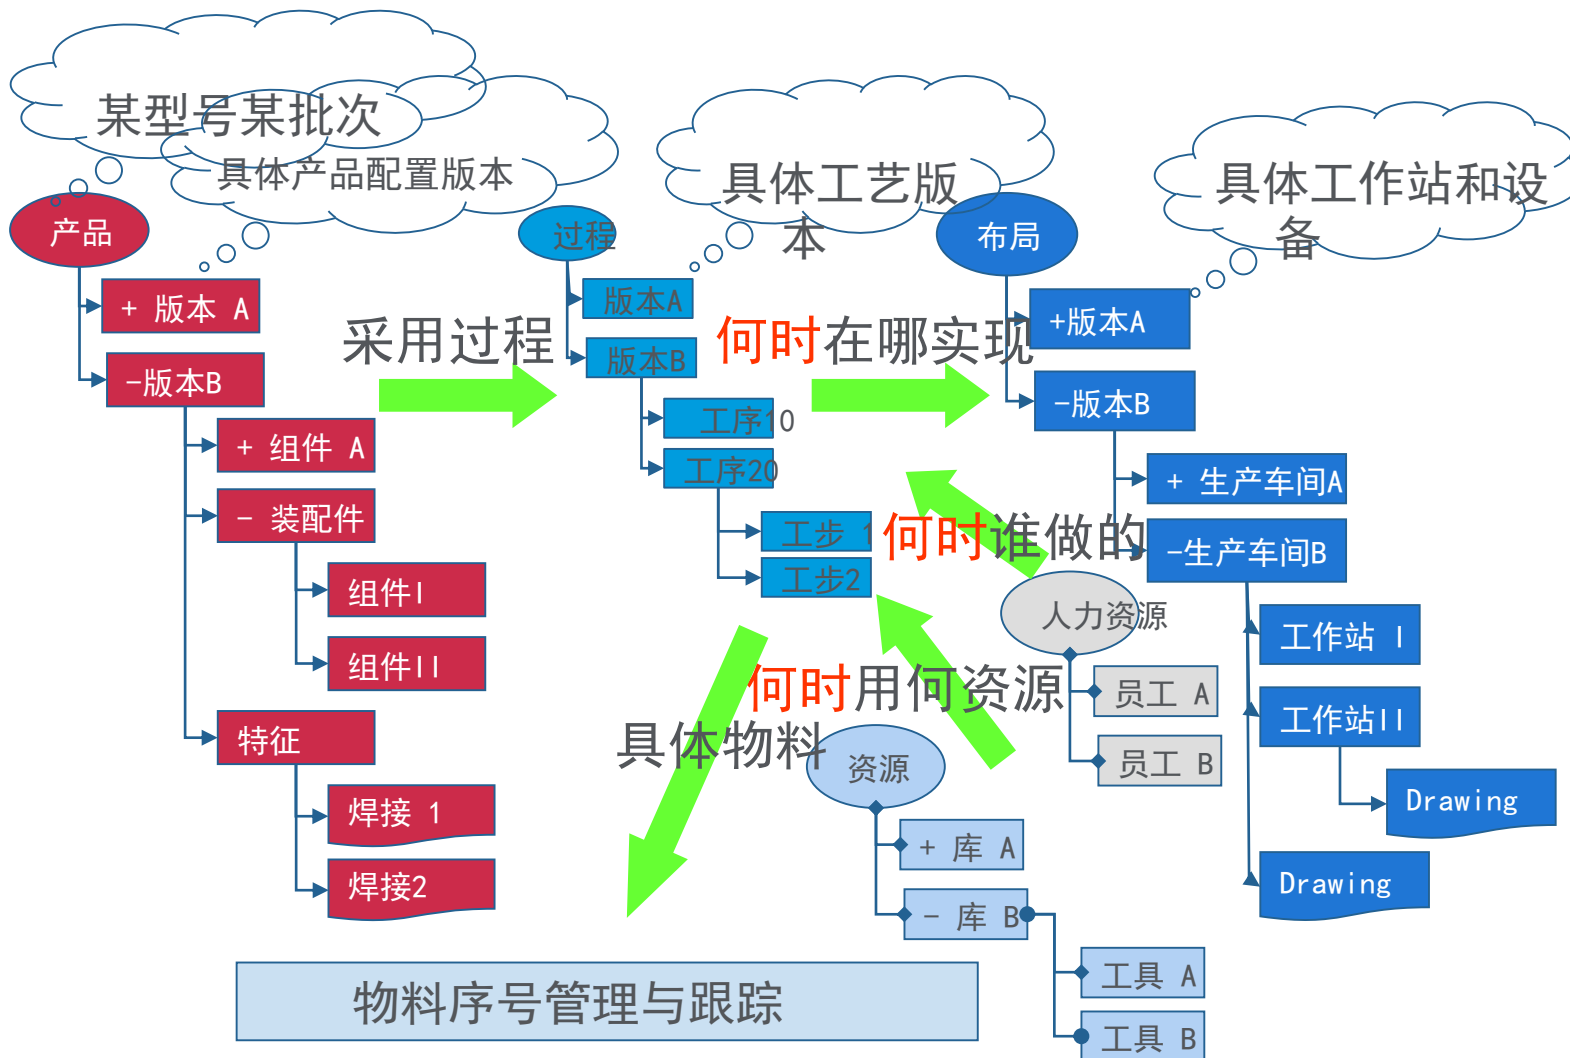 某型号某批次
具体产品配置版本
具体工艺版
本
具体工作站和设
备
产品
+ 版本 A
-版本B
+ 组件 A
- 装配件
组件I
组件II
特征
焊接 1
焊接2
采用过程
过程
版本A
版本B
工序10
工序20
工步 1
工步2
何时在哪实现
布局
+版本A
-版本B
+ 生产车间A
-生产车间B
工作站 I
工作站II
Drawing
Drawing
何时谁做的
人力资源
员工 A
员工 B
何时用何资源
具体物料
资源
+ 库 A
- 库 B
工具 A
工具 B
物料序号管理与跟踪